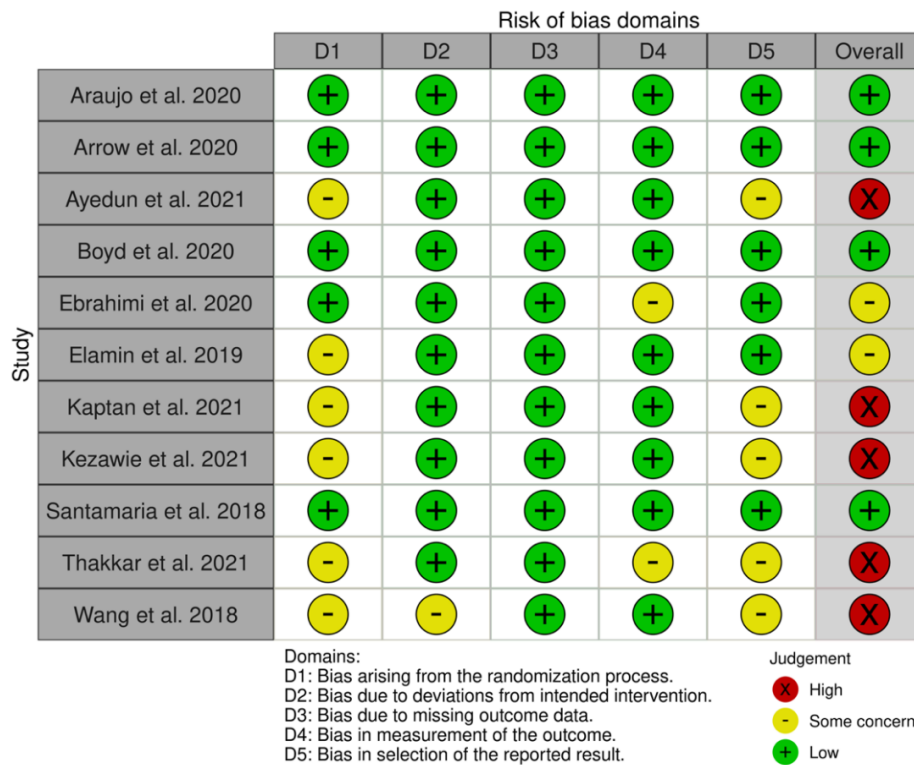 Risk of bias domains
D1 D2 D3 D4 D5 Overall
Study
Araujo et al. 2020 + + + + + +
Arrow et al. 2020 + + + + + +
Ayedun et al. 2021 - + + + - X
Boyd et al. 2020 + + + + + +
Ebrahimi et al. 2020 + + + - + -
Elamin et al. 2019 - + + + + -
Kaptan et al. 2021 - + + + - X
Kezawie et al. 2021 - + + + - X
Santamaria et al. 2018 + + + + + +
Thakkar et al. 2021 - + + - - X
Wang et al. 2018 - - + + - X
Domains:
D1: Bias arising from the randomization process.
D2: Bias due to deviations from intended intervention.
D3: Bias due to missing outcome data.
D4: Bias in measurement of the outcome.
D5: Bias in selection of the reported result.
Judgement
X High
- Some concern
+ Low